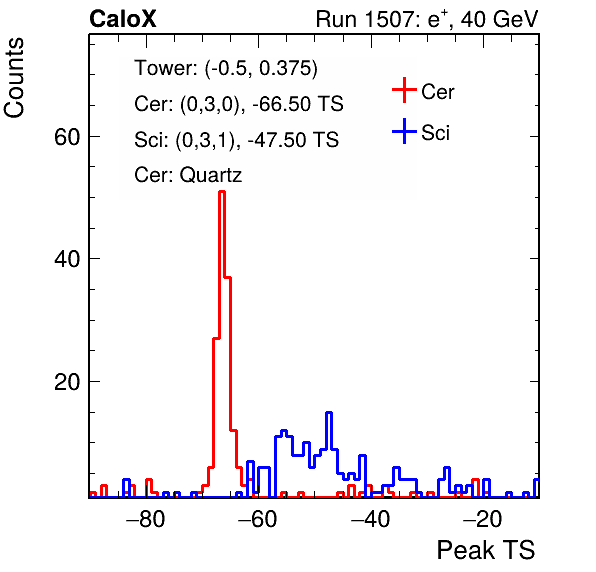 CaloX Run 1507: e⁺, 40 GeV
Counts
Tower: (-0.5, 0.375)
Cer: (0,3,0), -66.50 TS
Sci: (0,3,1), -47.50 TS
Cer: Quartz
Cer
Sci
60
40
20
−80 −60 −40 −20
Peak TS